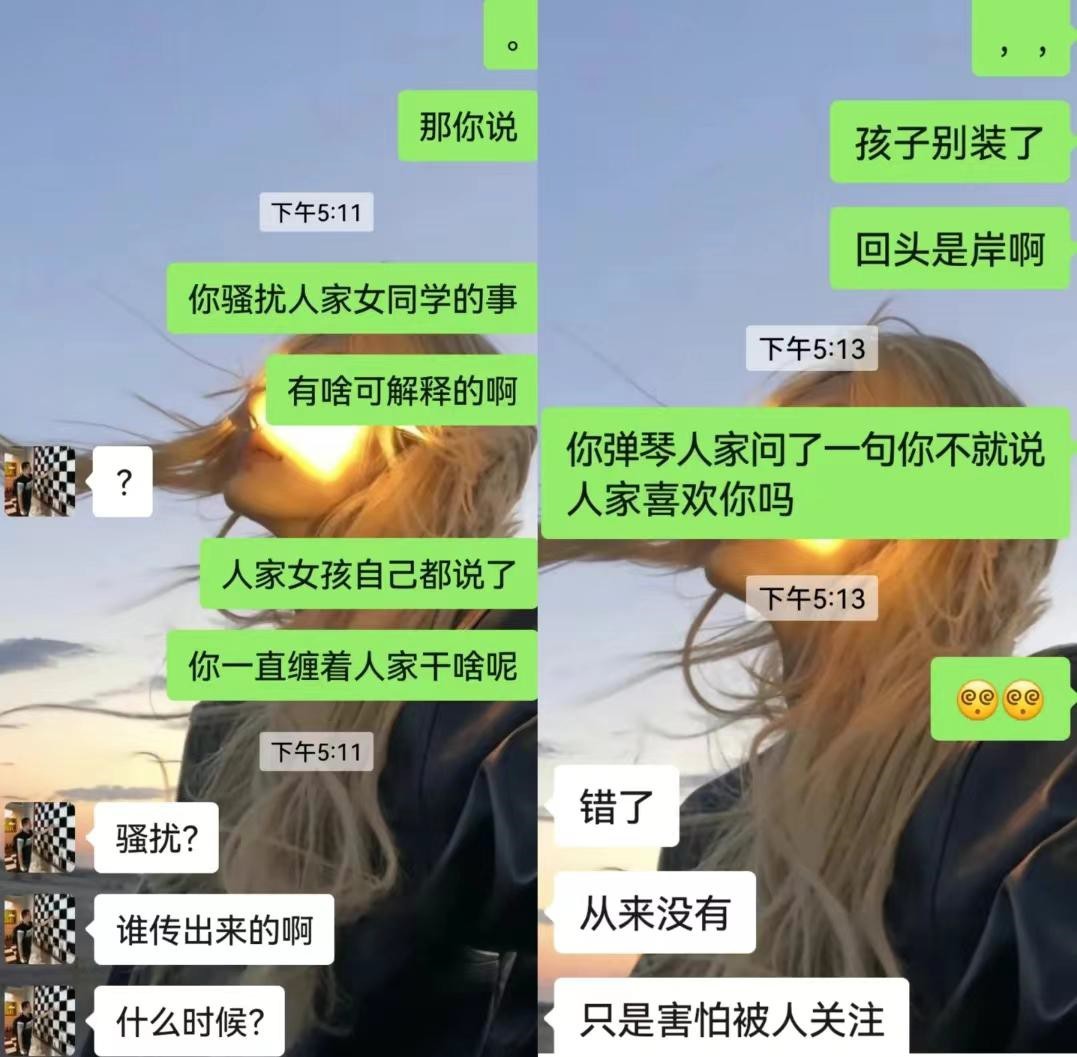 。
那你说
下午5:11
你骚扰人家女同学的事
有啥可解释的啊
？
人家女孩自己都说了
你一直缠着人家干啥呢
下午5:11
骚扰？
谁传出来的啊
什么时候？
，，
孩子别装了
回头是岸啊
下午5:13
你弹琴人家问了一句你不就说
人家喜欢你吗
下午5:13
错了
从来没有
只是害怕被人关注